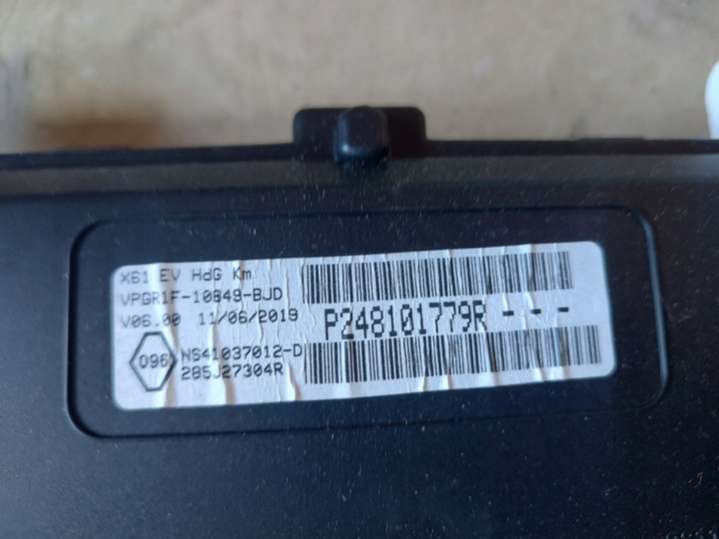 X61 EV HdG Km
VPGR1F-10849-BJD
V06.00 11/06/2019
P248101779R - - -
096
NS41037012-D
285J27304R